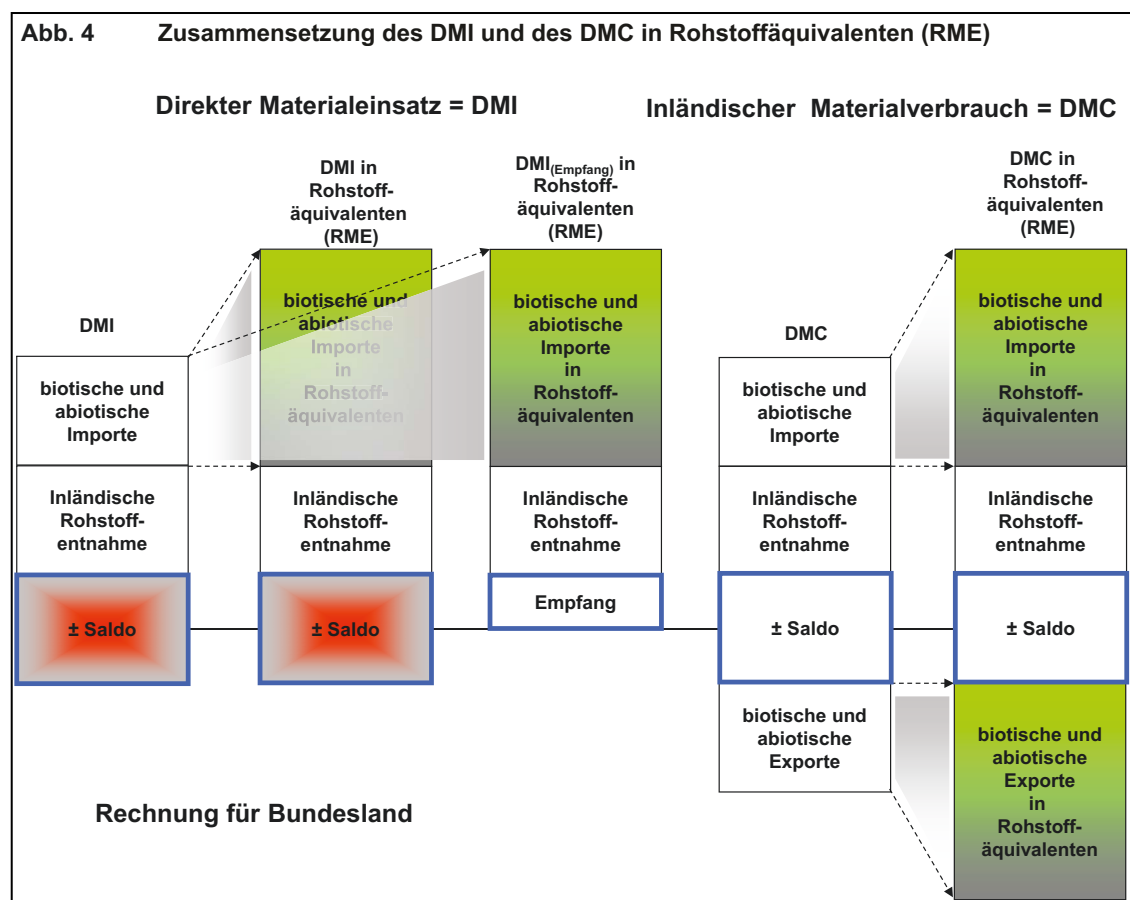 Abb. 4 Zusammensetzung des DMI und des DMC in Rohstoffäquivalenten (RME)
Direkter Materialeinsatz = DMI
Inländischer Materialverbrauch = DMC
DMI
biotische und
abiotische
Importe
Inländische
Rohstoff-
entnahme
± Saldo
DMI in
Rohstoff-
äquivalenten
(RME)
biotische und
abiotische
Importe
in
Rohstoff-
äquivalenten
Inländische
Rohstoff-
entnahme
± Saldo
DMI(Empfang) in
Rohstoff-
äquivalenten
(RME)
biotische und
abiotische
Importe
in
Rohstoff-
äquivalenten
Inländische
Rohstoff-
entnahme
Empfang
DMC
biotische und
abiotische
Importe
Inländische
Rohstoff-
entnahme
± Saldo
biotische und
abiotische
Exporte
DMC in
Rohstoff-
äquivalenten
(RME)
biotische und
abiotische
Importe
in
Rohstoff-
äquivalenten
Inländische
Rohstoff-
entnahme
± Saldo
biotische und
abiotische
Exporte
in
Rohstoff-
äquivalenten
Rechnung für Bundesland